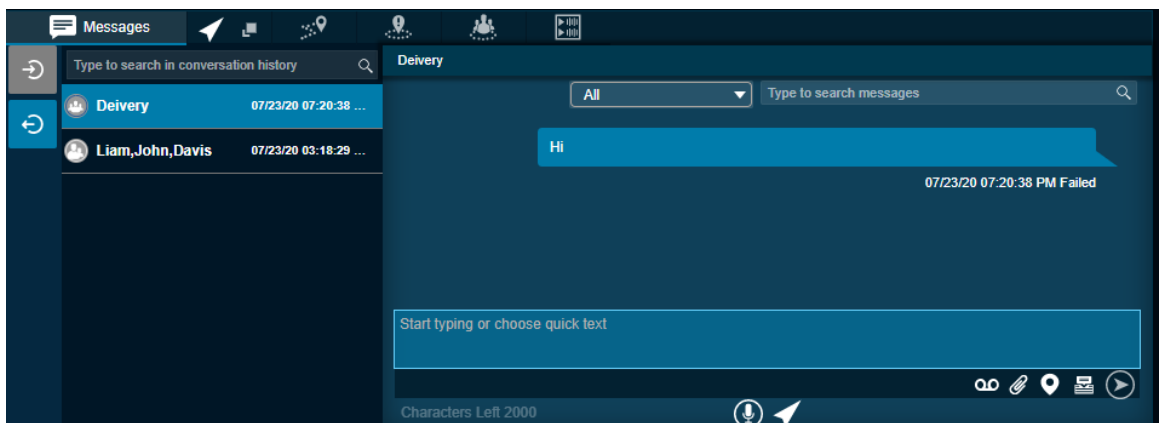 Messages
Type to search in conversation history
Deivery
Deivery 07/23/20 07:20:38 ...
All
Type to search messages
Liam,John,Davis 07/23/20 03:18:29 ...
Hi
07/23/20 07:20:38 PM Failed
Start typing or choose quick text
Characters Left 2000